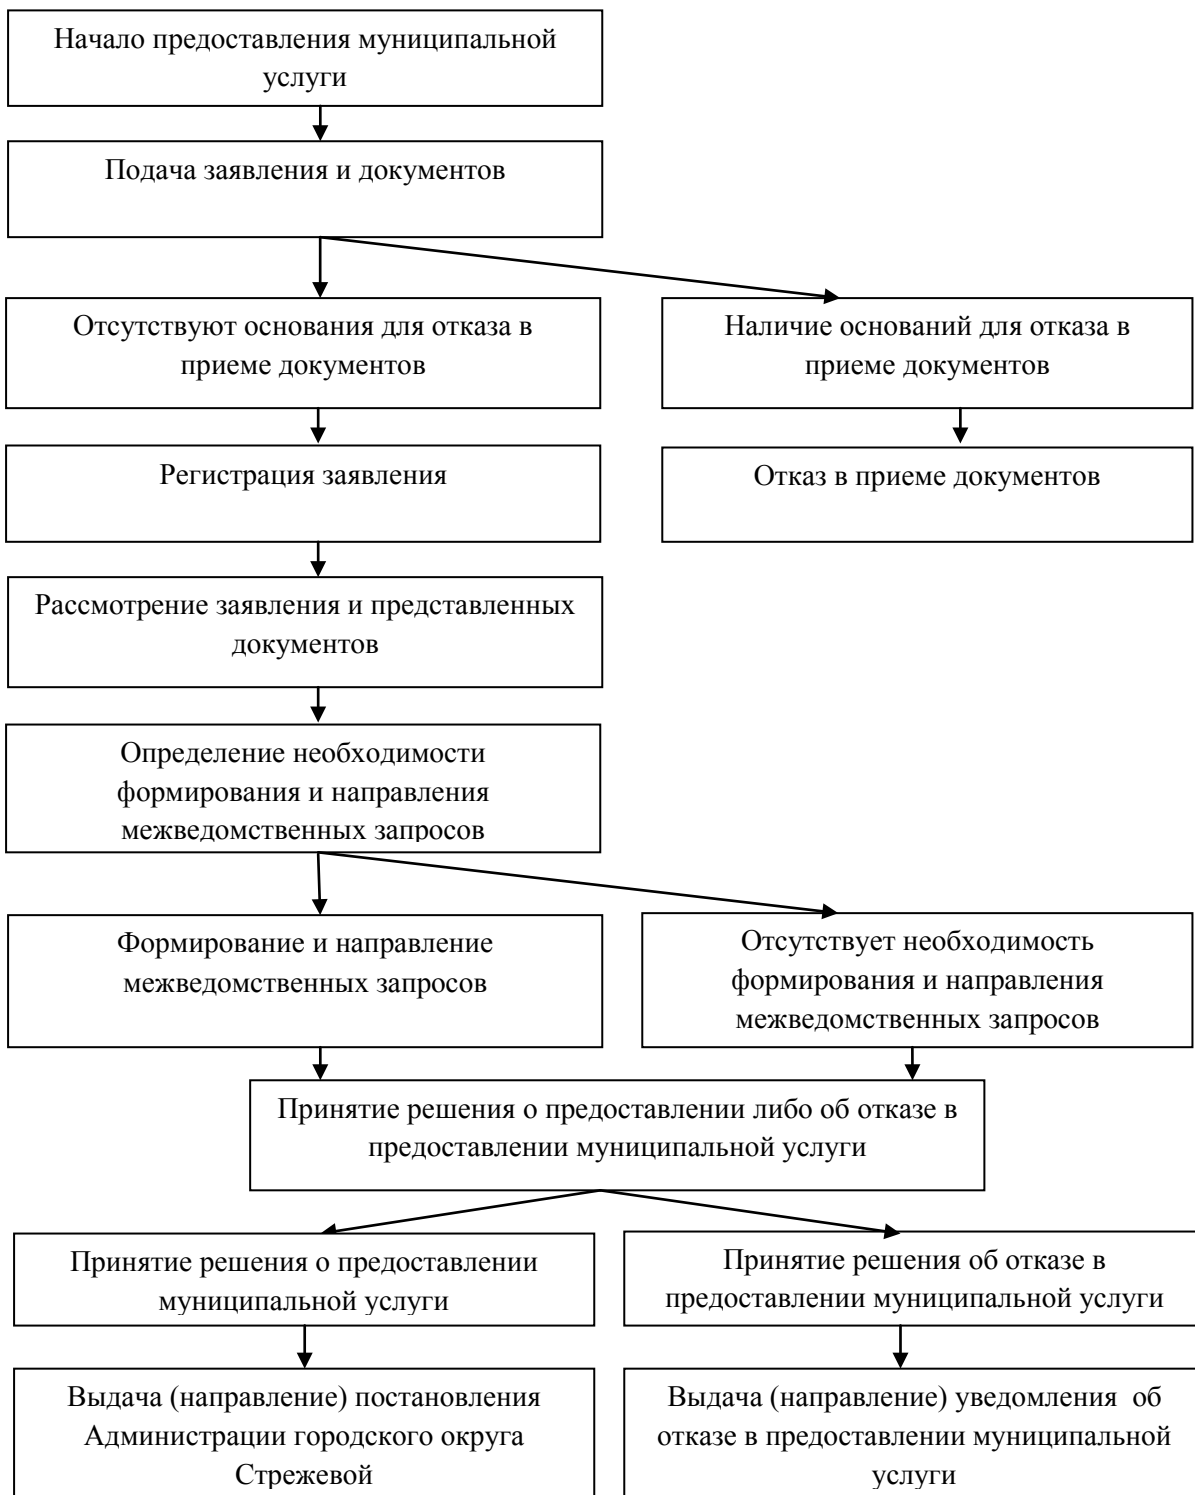 Начало предоставления муниципальной
услуги
Подача заявления и документов
Отсутствуют основания для отказа в
приеме документов
Наличие оснований для отказа в
приеме документов
Регистрация заявления
Отказ в приеме документов
Рассмотрение заявления и представленных
документов
Определение необходимости
формирования и направления
межведомственных запросов
Формирование и направление
межведомственных запросов
Отсутствует необходимость
формирования и направления
межведомственных запросов
Принятие решения о предоставлении либо об отказе в
предоставлении муниципальной услуги
Принятие решения о предоставлении
муниципальной услуги
Принятие решения об отказе в
предоставлении муниципальной услуги
Выдача (направление) постановления
Администрации городского округа
Стрежевой
Выдача (направление) уведомления об
отказе в предоставлении муниципальной
услуги